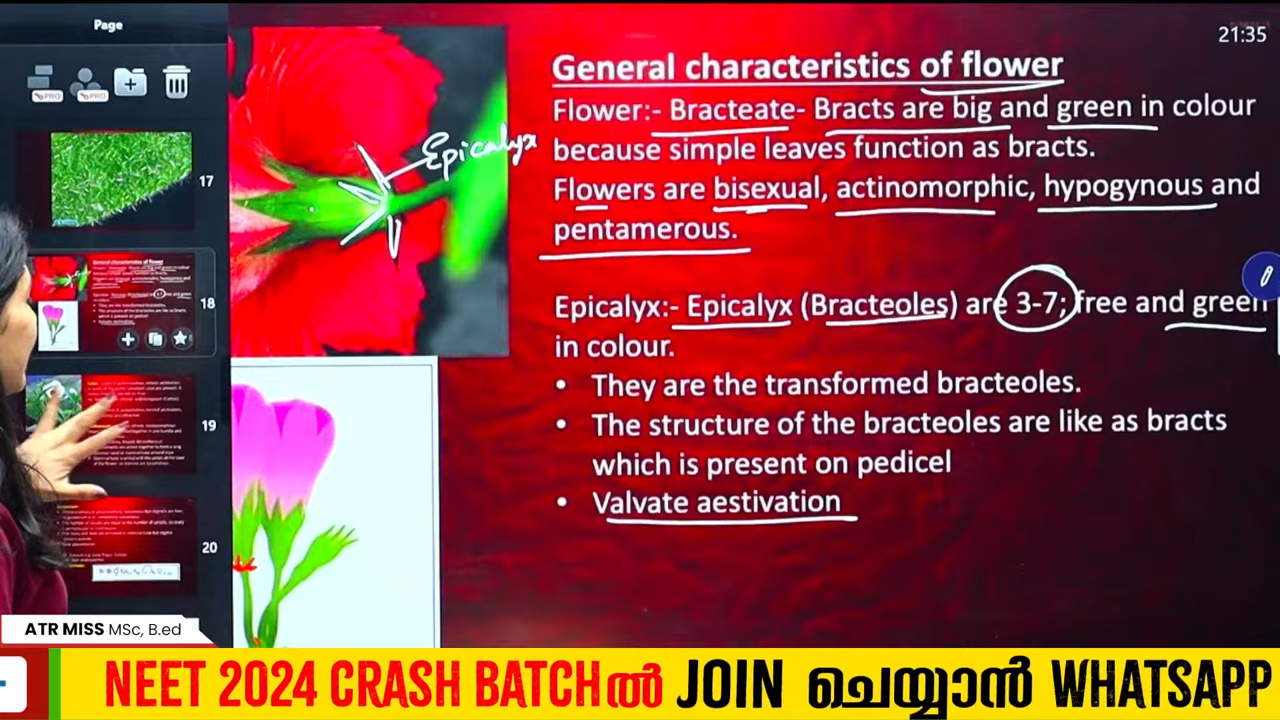 Page
21:35
PRO
PRO
17
18
19
20
General characteristics of flower
Flower:- Bracteate- Bracts are big and green in colour
because simple leaves function as bracts.
Flowers are bisexual, actinomorphic, hypogynous and
pentamerous.
Epicalyx
Epicalyx:- Epicalyx (Bracteoles) are 3-7; free and green
in colour.
• They are the transformed bracteoles.
• The structure of the bracteoles are like as bracts
which is present on pedicel
• Valvate aestivation
ATR MISS MSc, B.ed
NEET 2024 CRASH BATCHൽ JOIN ചെയ്യാൻ WHATSAPP